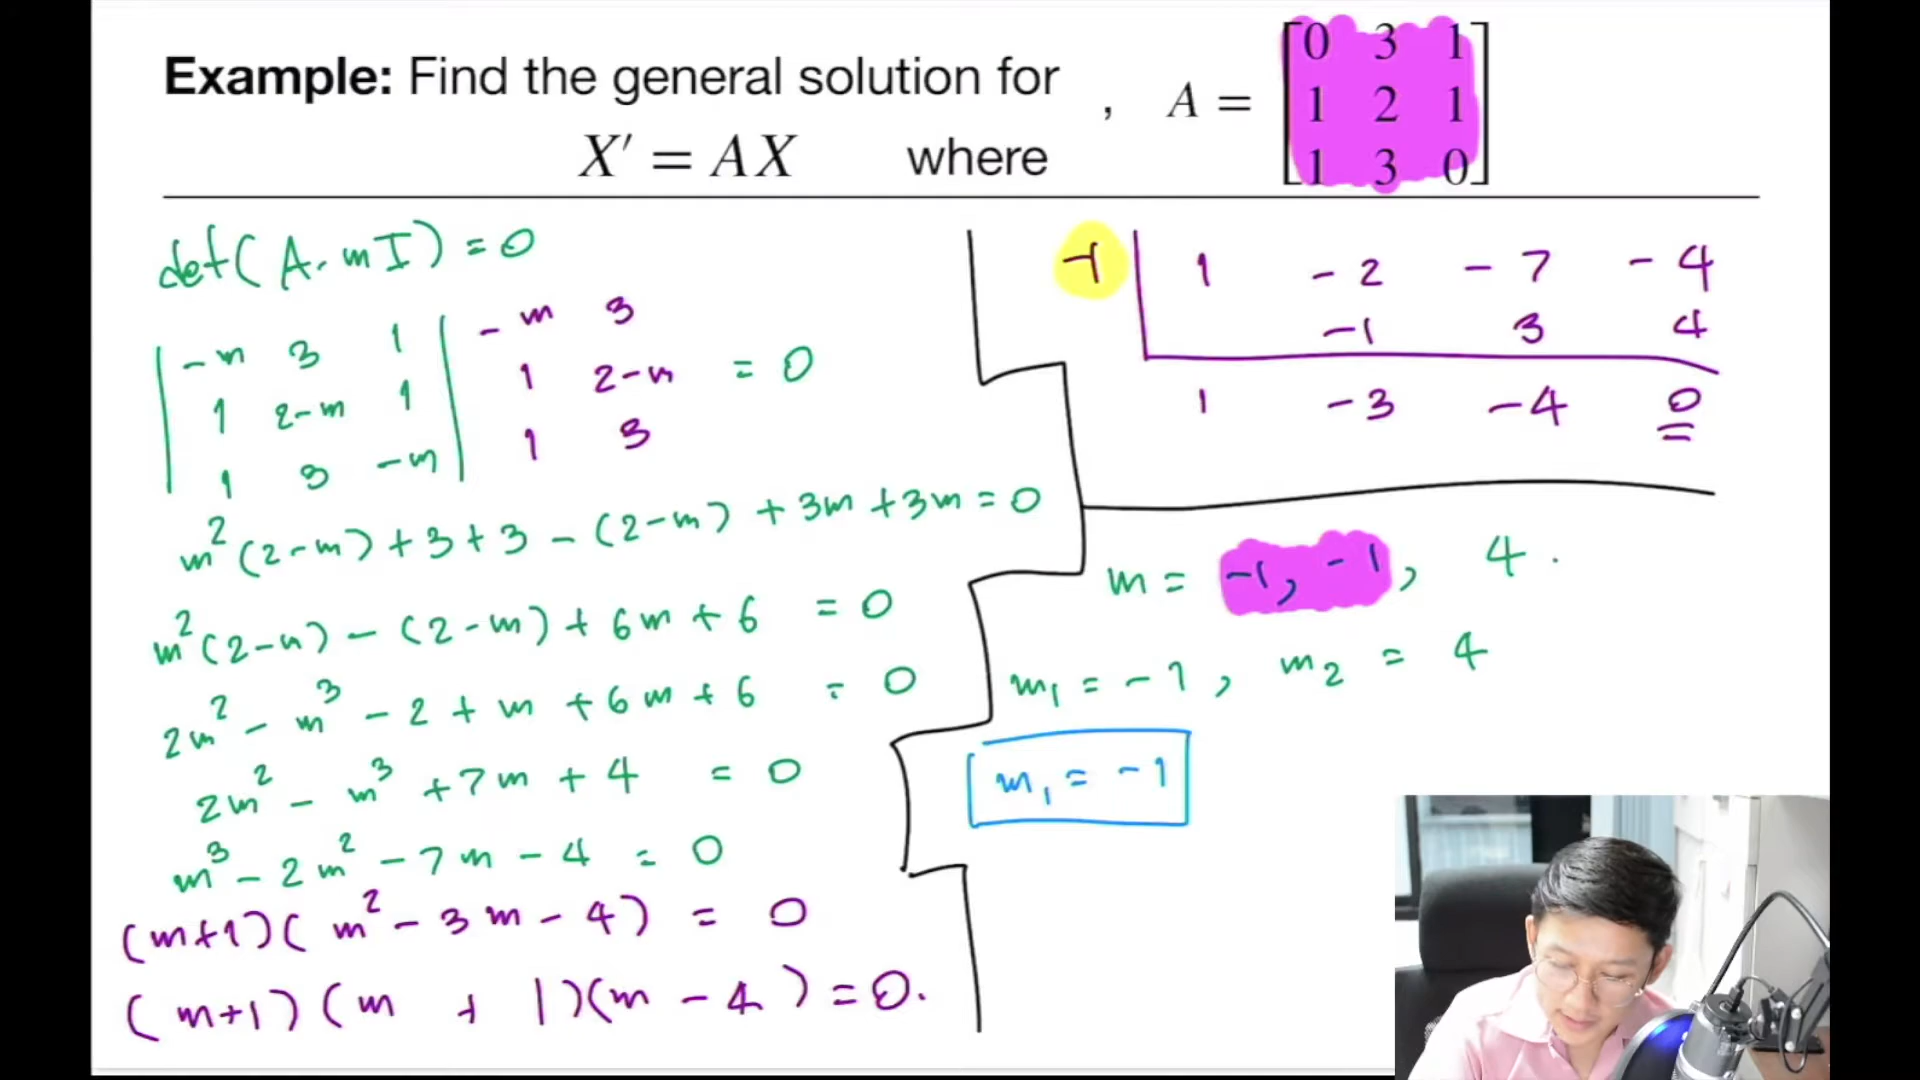 Example: Find the general solution for
X′ = AX where
, A = [0 3 1
1 2 1
1 3 0]
det(A-mI) = 0
| -m 3 1 | -m 3
| 1 2-m 1 | 1 2-m = 0
| 1 3 -m | 1 3
m²(2-m)+3+3-(2-m)+3m+3m=0
m²(2-m)-(2-m)+6m+6 = 0
2m²-m³-2+m+6m+6 = 0
2m²-m³+7m+4 = 0
m³-2m²-7m-4 = 0
(m+1)(m²-3m-4) = 0
(m+1)(m + 1)(m-4)=0.
-1 | 1 -2 -7 -4
-1 3 4
1 -3 -4 0
m = -1, -1, 4.
m₁ = -1, m₂ = 4
m₁ = -1